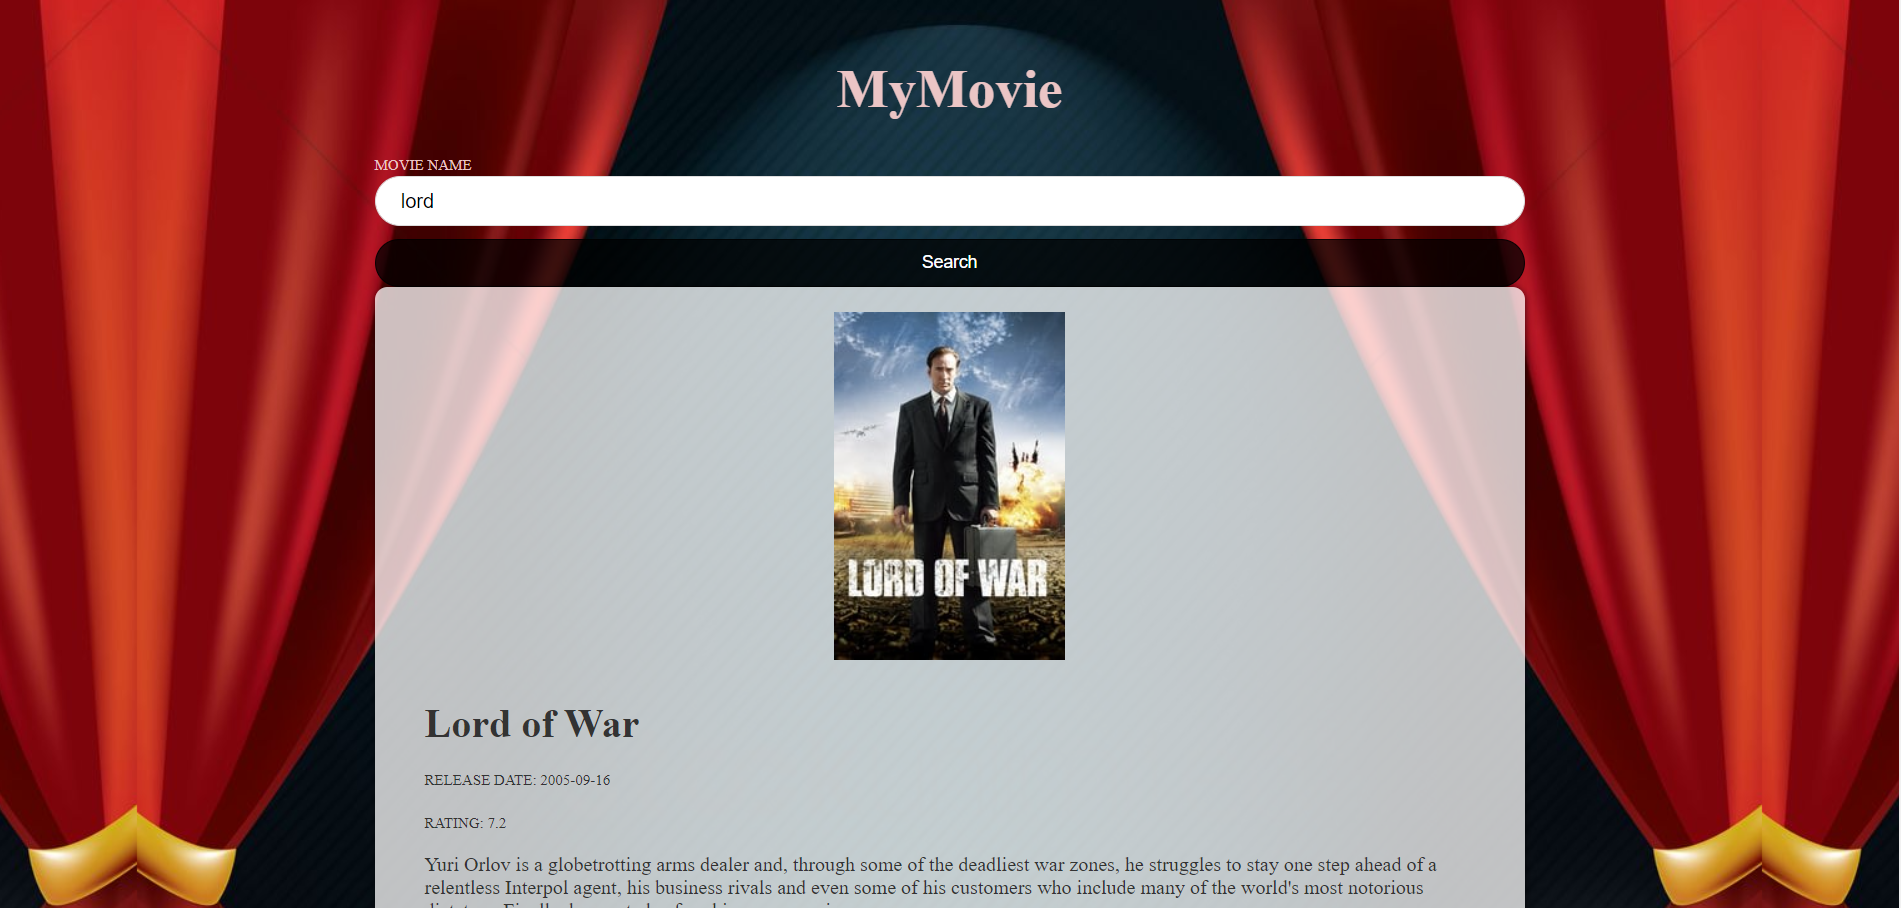 MyMovie
MOVIE NAME
lord
Search
LORD OF WAR
Lord of War
RELEASE DATE: 2005-09-16
RATING: 7.2
Yuri Orlov is a globetrotting arms dealer and, through some of the deadliest war zones, he struggles to stay one step ahead of a
relentless Interpol agent, his business rivals and even some of his customers who include many of the world's most notorious